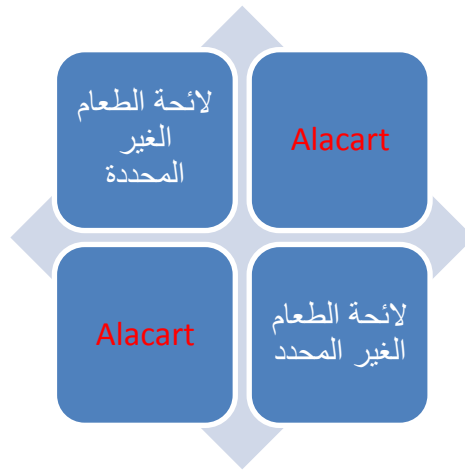 لائحة الطعام
الغير
المحددة
Alacart
Alacart
لائحة الطعام
الغير المحدد